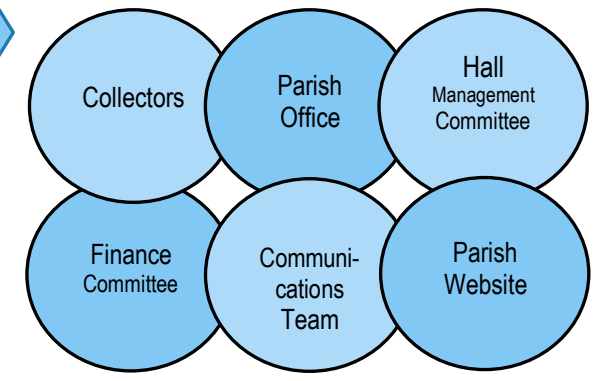 Collectors
Parish
Office
Hall
Management
Committee
Finance
Committee
Communi-
cations
Team
Parish
Website